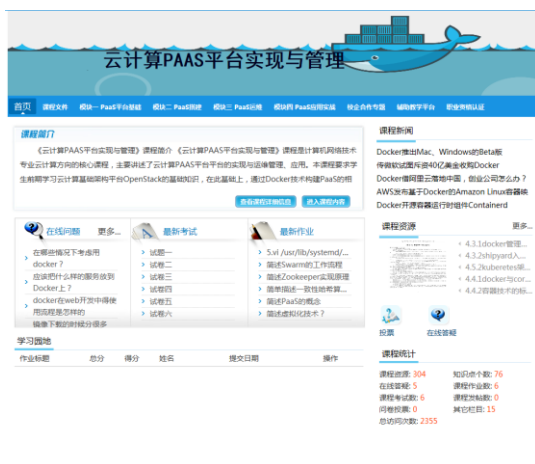 云计算PAAS平台实现与管理
首页 课程文件 模块一 PaaS平台基础 模块二 PaaS搭建 模块三 PaaS运维 模块四 PaaS应用实战 校企合作专题 辅助教学平台 职业资格认证
课程简介
《云计算PAAS平台实现与管理》课程简介 《云计算PAAS平台实现与管理》课程是计算机网络技术
专业云计算方向的核心课程，主要讲述了云计算PAAS平台的实现与运维管理、应用。本课程要求学
生前期学习云计算基础架构平台OpenStack的基础知识，在此基础上，通过Docker技术构建PaaS的相
查看课程详细信息 进入课程内容
课程新闻
Docker推出Mac、Windows的Beta版
传微软试图斥资40亿美金收购Docker
Docker借阿里云落地中国，创业公司怎么办？
AWS发布基于Docker的Amazon Linux容器映
Docker开源容器运行时组件Containerd
在线问题 更多...
在哪些情况下考虑用
docker？
应该把什么样的服务放到
Docker上？
docker在web开发中得使
用流程是怎样的
镜像下载的时候分很多
最新考试
试题一
试卷二
试卷三
试卷四
试卷五
试卷六
最新作业
5.vi /usr/lib/systemd/...
简述Swarm的工作流程
简述Zookeeper实现原理
简单描述一致性哈希算...
简述PaaS的概念
简述虚拟化技术？
课程资源 更多...
4.3.1docker管理...
4.3.2shipyard入...
4.5.2kuberetes策...
4.4.1docker与cor...
4.4.2容器技术的标...
投票 在线答疑
学习园地
作业标题 总分 得分 姓名 提交日期 操作
课程统计
课程资源: 304 知识点个数: 76
在线答疑: 5 课程作业数: 6
课程考试数: 6 课程发帖数: 0
问卷投票: 0 其它栏目: 15
总访问次数: 2355